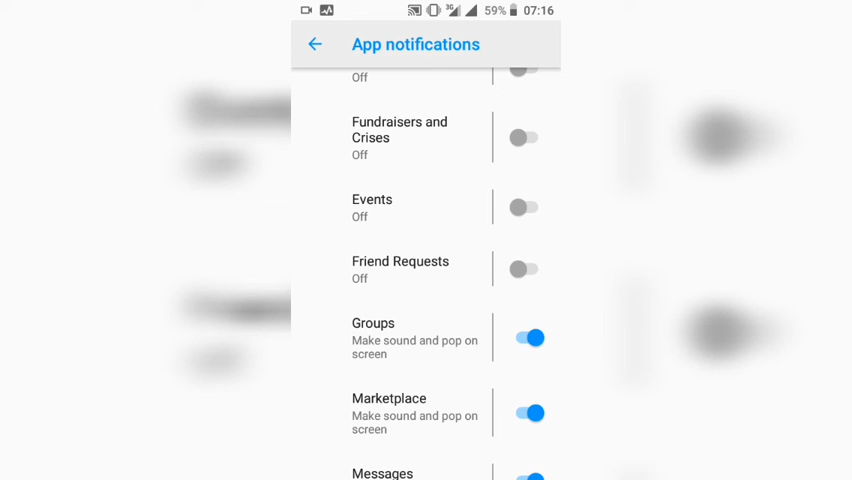 3G 59% 07:16
App notifications
Off
Fundraisers and
Crises
Off
Events
Off
Friend Requests
Off
Groups
Make sound and pop on
screen
Marketplace
Make sound and pop on
screen
Messages